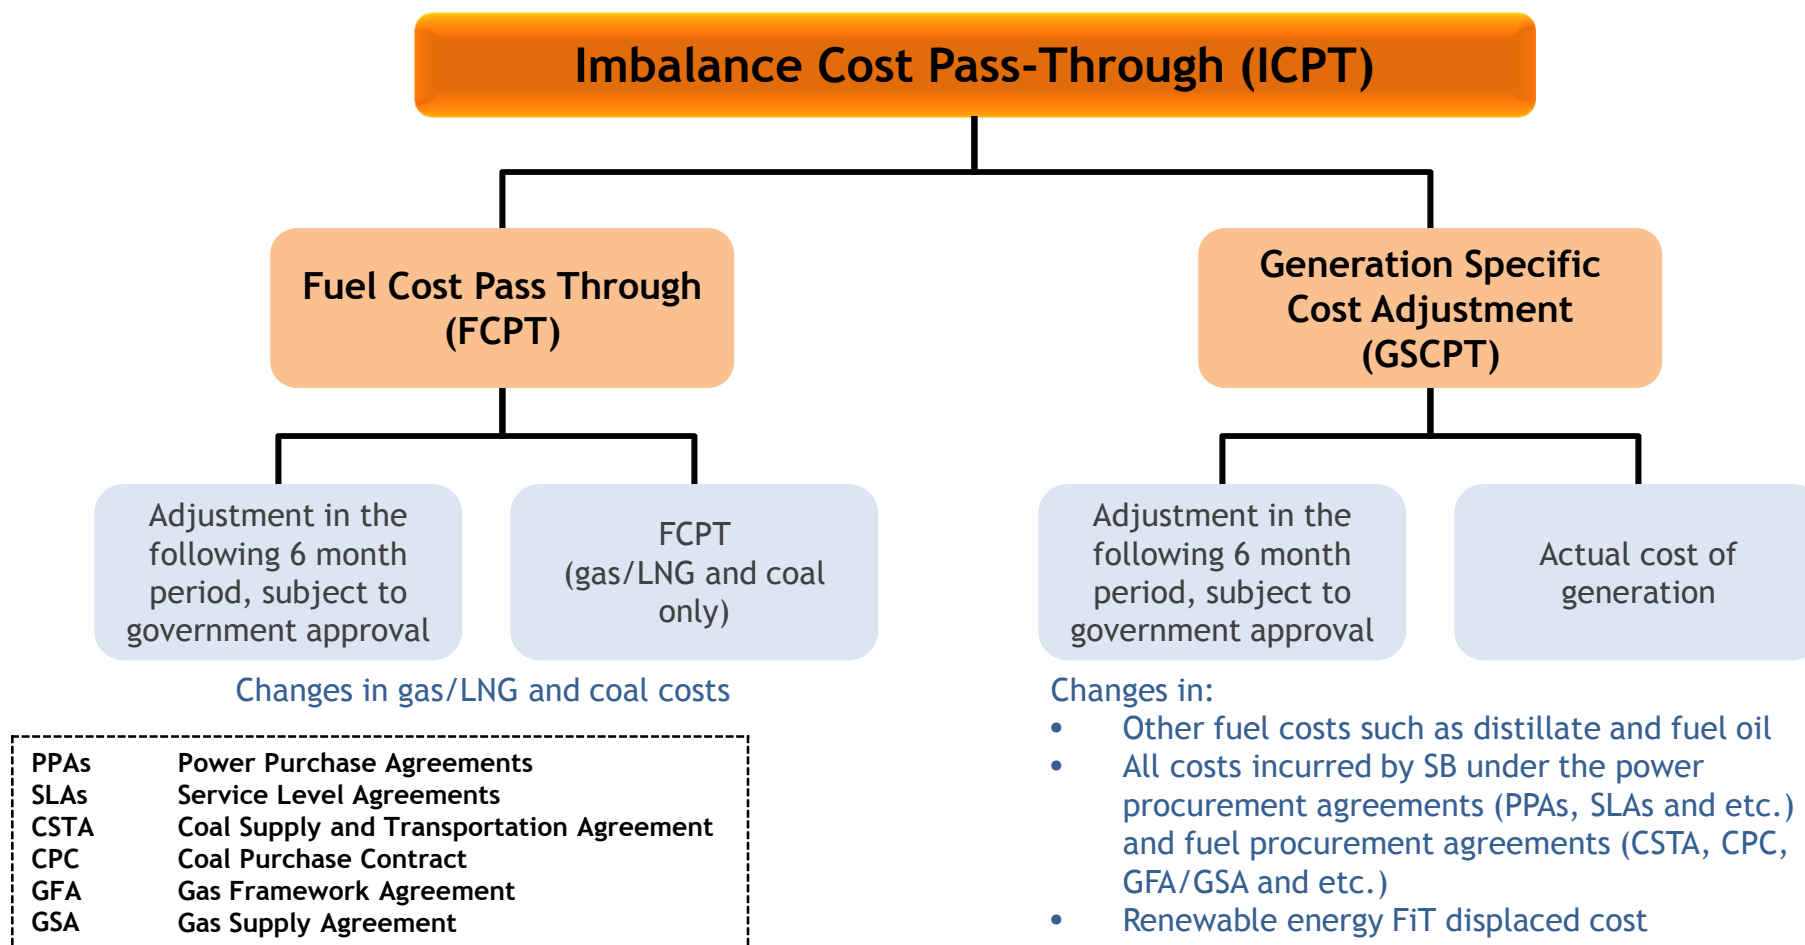 Imbalance Cost Pass-Through (ICPT)
Fuel Cost Pass Through
(FCPT)
Generation Specific
Cost Adjustment
(GSCPT)
Adjustment in the
following 6 month
period, subject to
government approval
FCPT
(gas/LNG and coal
only)
Adjustment in the
following 6 month
period, subject to
government approval
Actual cost of
generation
Changes in gas/LNG and coal costs
PPAs Power Purchase Agreements
SLAs Service Level Agreements
CSTA Coal Supply and Transportation Agreement
CPC Coal Purchase Contract
GFA Gas Framework Agreement
GSA Gas Supply Agreement
Changes in:
• Other fuel costs such as distillate and fuel oil
• All costs incurred by SB under the power
procurement agreements (PPAs, SLAs and etc.)
and fuel procurement agreements (CSTA, CPC,
GFA/GSA and etc.)
• Renewable energy FiT displaced cost